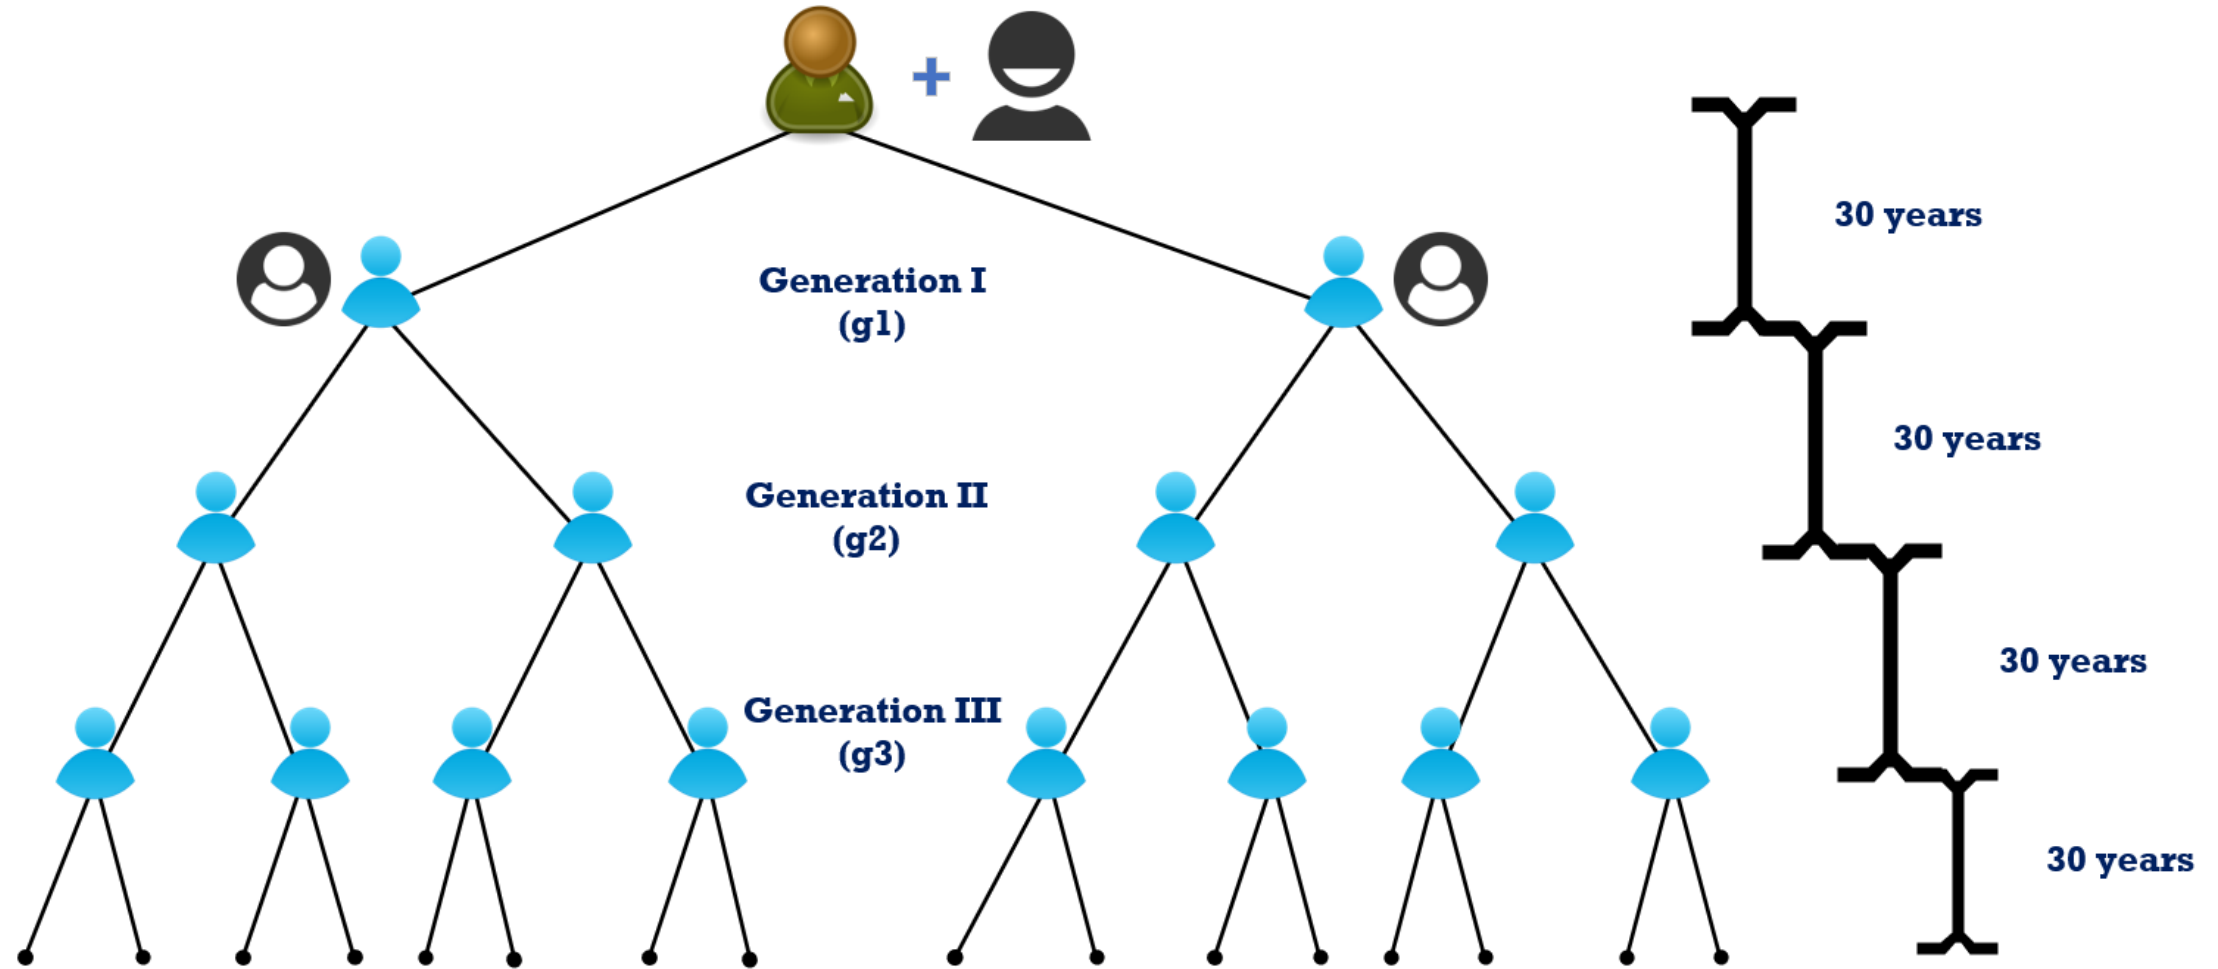 30 years
Generation I
(g1)
30 years
Generation II
(g2)
30 years
Generation III
(g3)
30 years